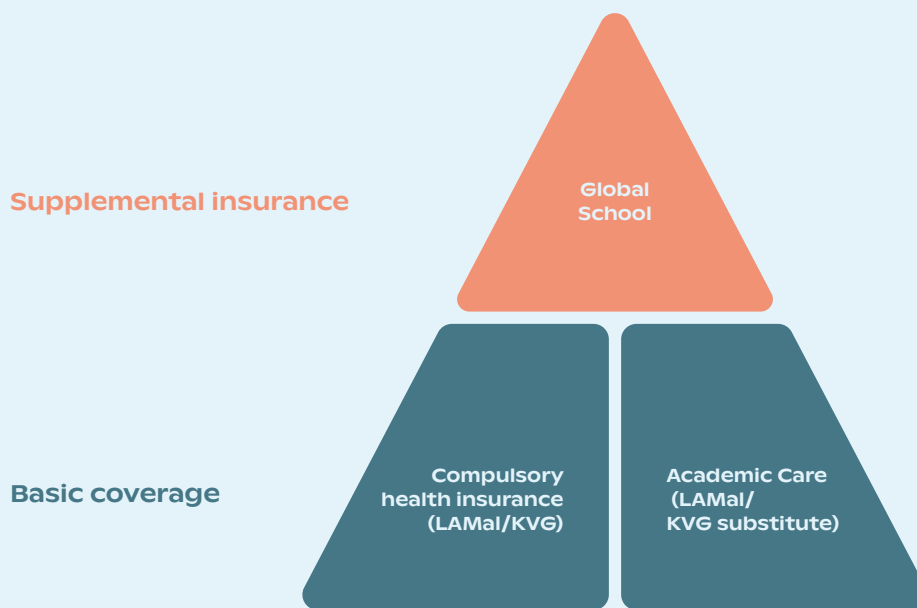 Supplemental insurance
Global
School
Basic coverage
Compulsory
health insurance
(LAMal/KVG)
Academic Care
(LAMal/
KVG substitute)